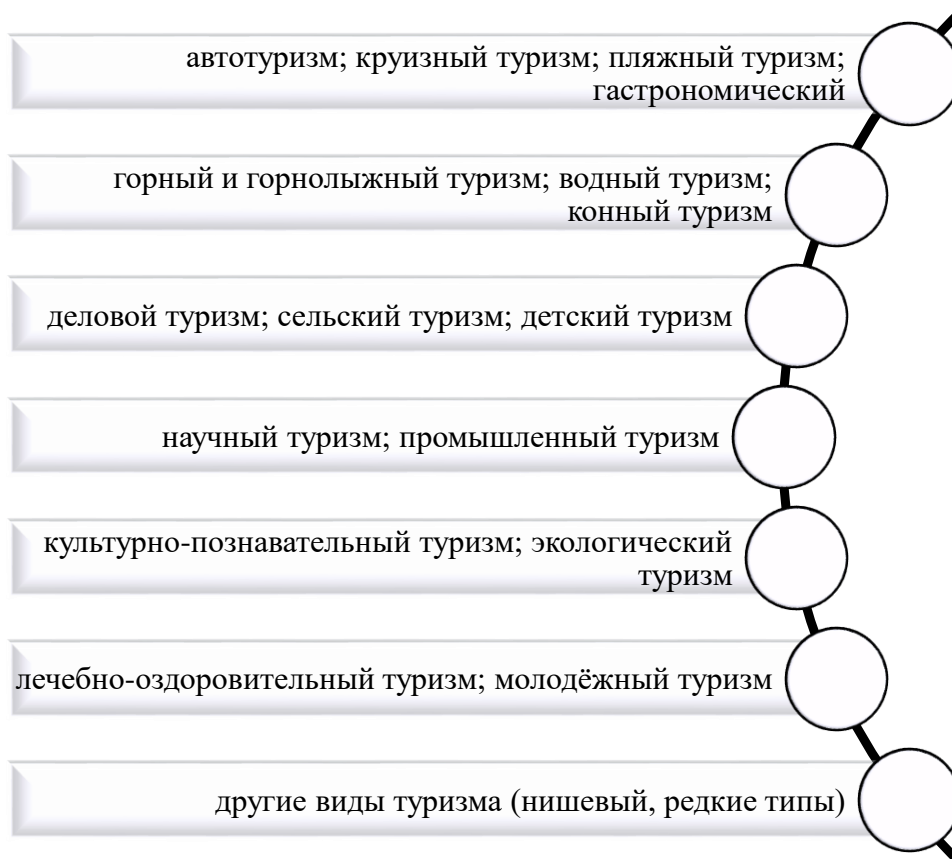 автотуризм; круизный туризм; пляжный туризм;
гастрономический
горный и горнолыжный туризм; водный туризм;
конный туризм
деловой туризм; сельский туризм; детский туризм
научный туризм; промышленный туризм
культурно-познавательный туризм; экологический
туризм
лечебно-оздоровительный туризм; молодёжный туризм
другие виды туризма (нишевый, редкие типы)